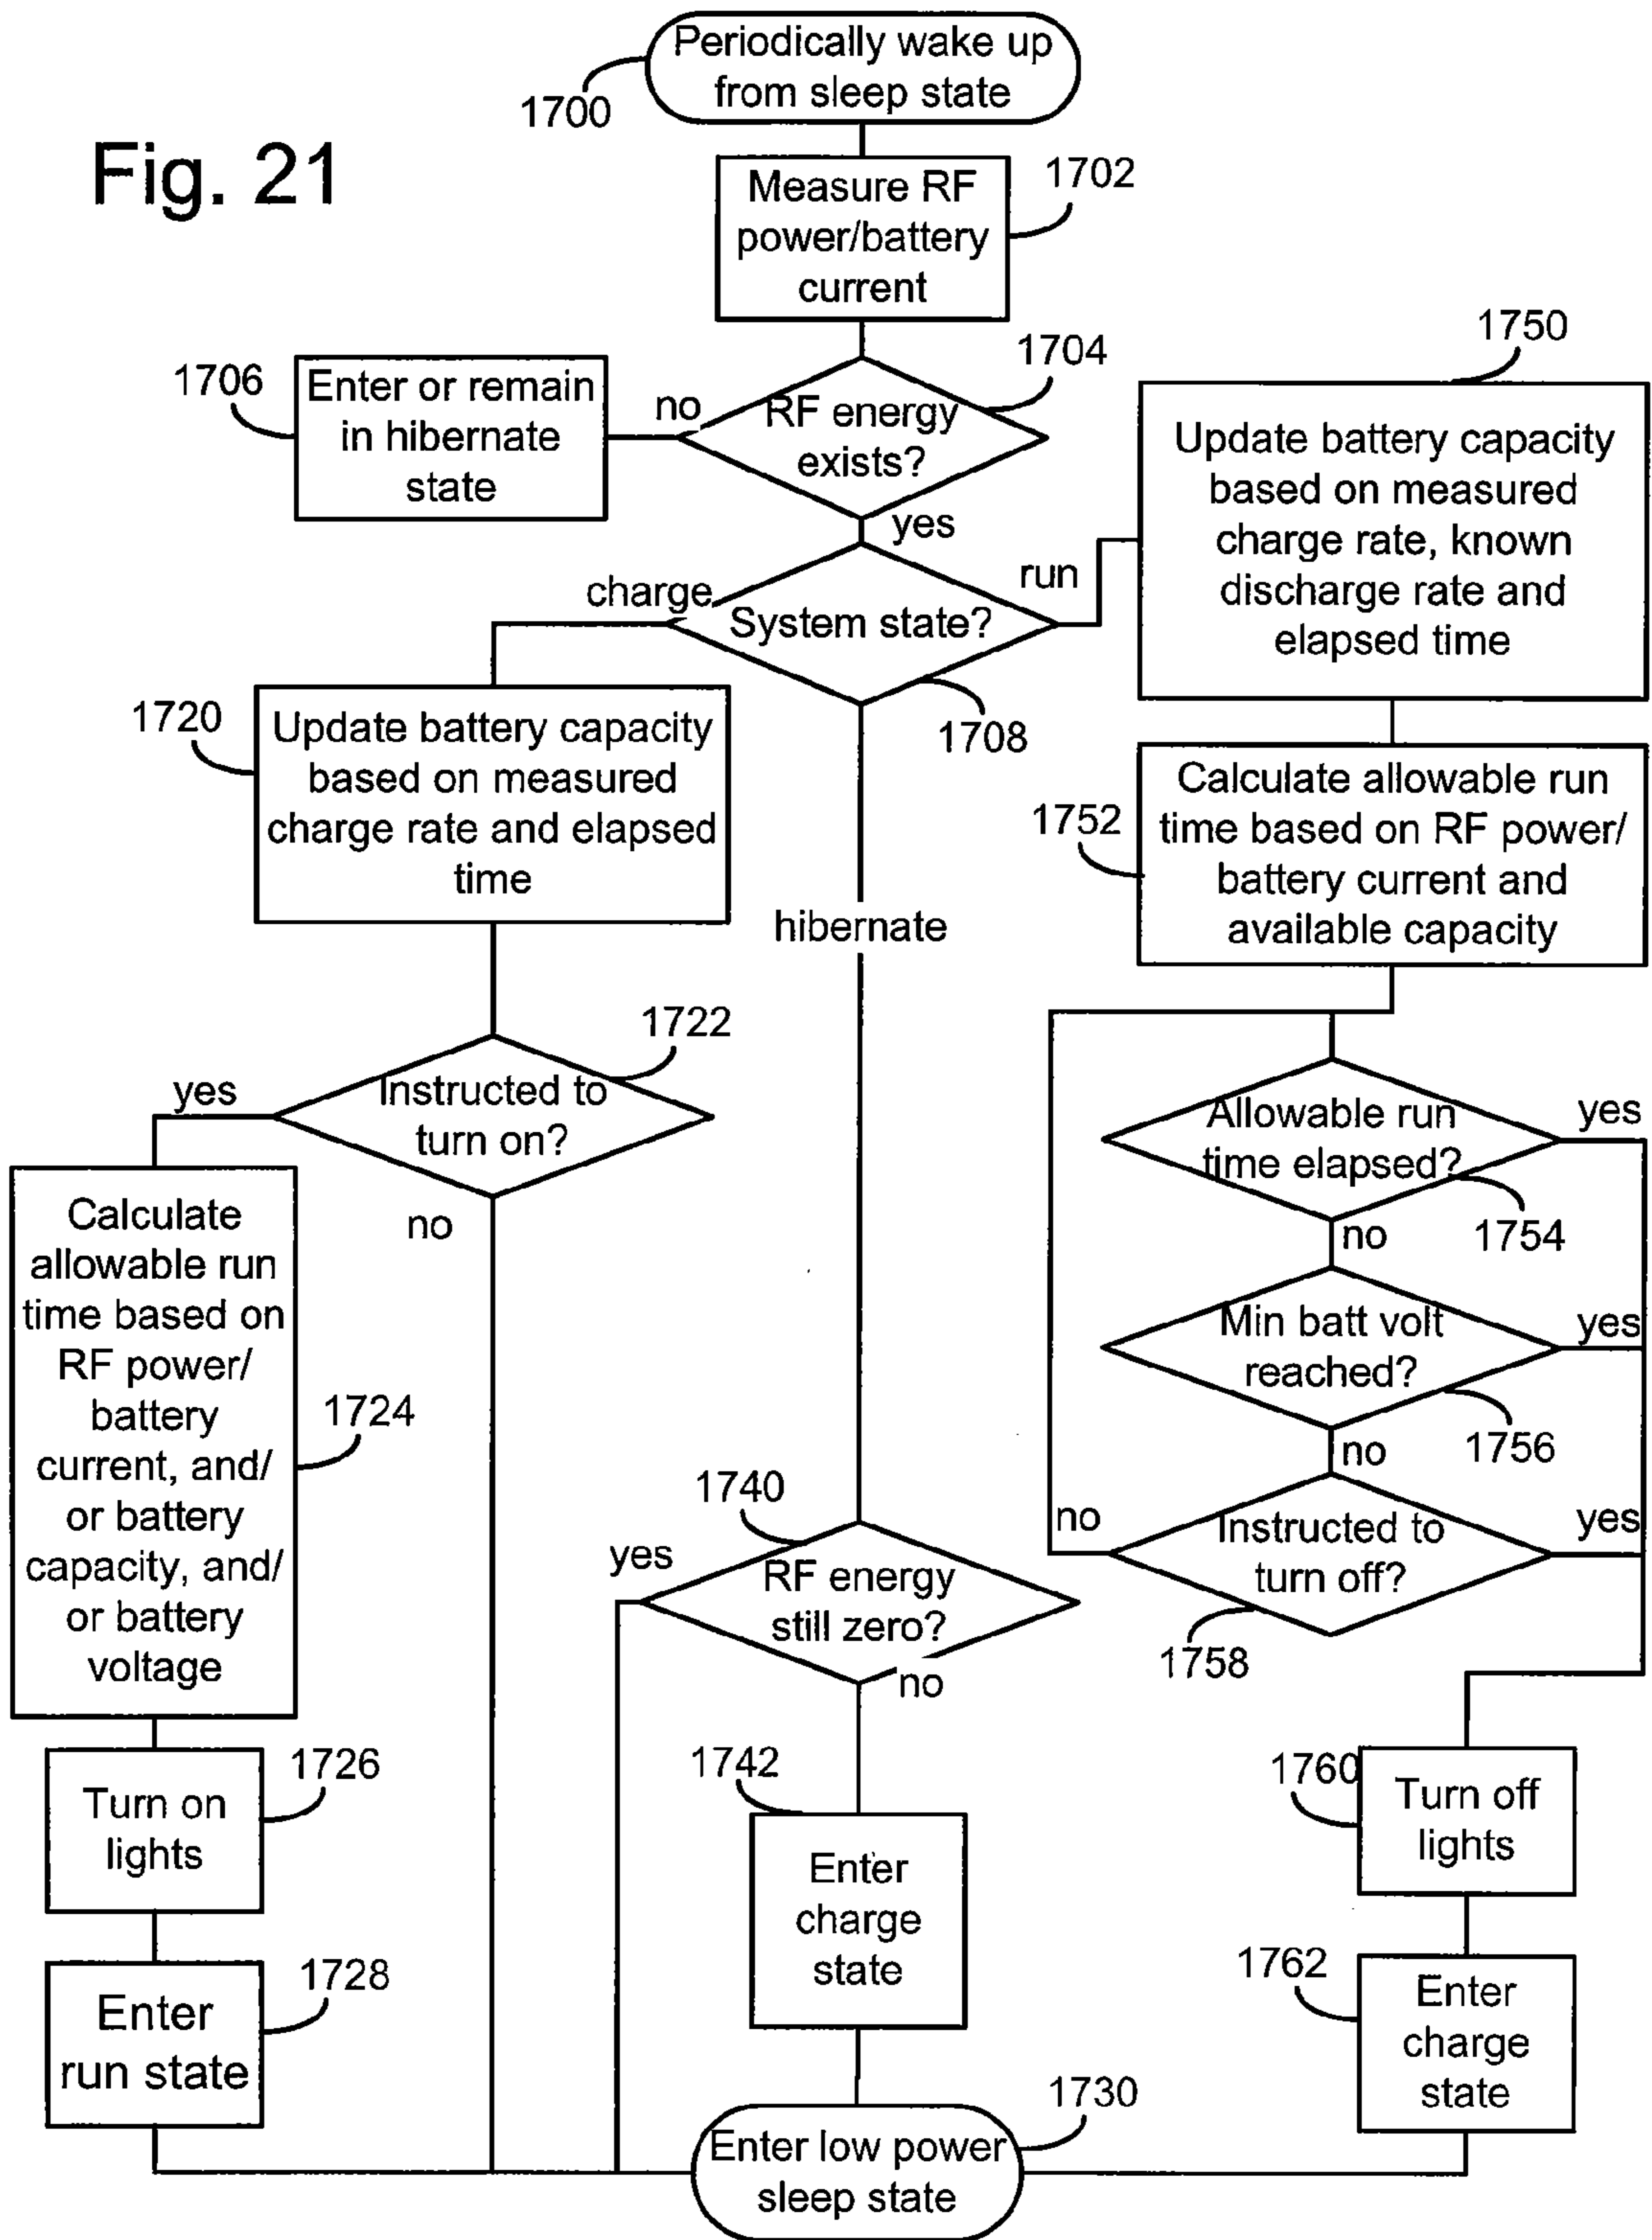 Fig. 21
Periodically wake up
from sleep state
1700
Measure RF
power/battery
current
1702
RF energy
exists?
1704
no
yes
1706
Enter or remain
in hibernate
state
System state?
1708
charge
run
hibernate
1750
Update battery capacity
based on measured
charge rate, known
discharge rate and
elapsed time
1720
Update battery capacity
based on measured
charge rate and elapsed
time
1752
Calculate allowable run
time based on RF power/
battery current and
available capacity
1722
Instructed to
turn on?
yes
no
Calculate
allowable run
time based on
RF power/
battery
current, and/
or battery
capacity, and/
or battery
voltage
1724
Turn on
lights
1726
Enter
run state
1728
Allowable run
time elapsed?
yes
1754
no
Min batt volt
reached?
yes
1756
no
Instructed to
turn off?
no
yes
1758
1740
RF energy
still zero?
yes
no
1742
Enter
charge
state
1760
Turn off
lights
1762
Enter
charge
state
1730
Enter low power
sleep state